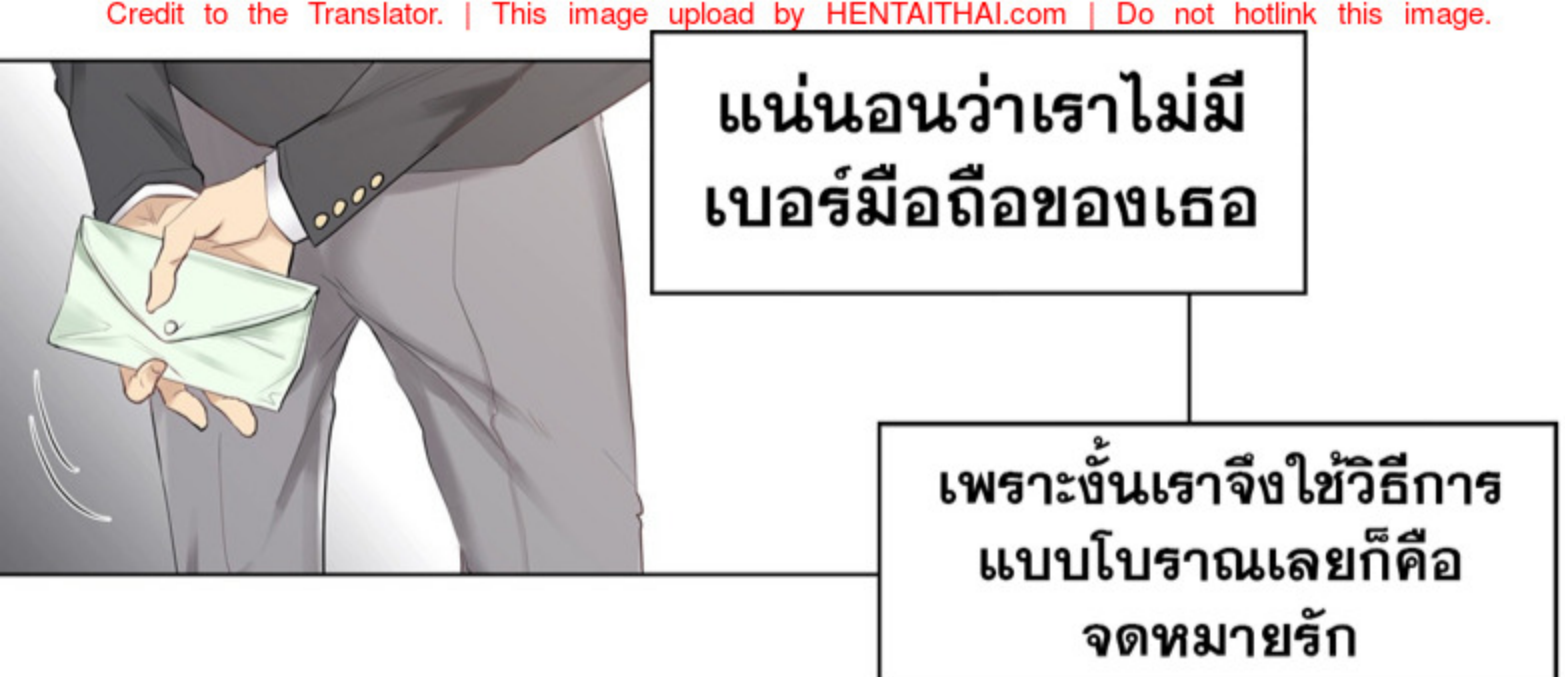 Credit to the Translator. | This image upload by HENTAITHAI.com | Do not hotlink this image.
แน่นอนว่าเราไม่มี
เบอร์มือถือของเธอ
เพราะงั้นเราจึงใช้วิธีการ
แบบโบราณเลยก็คือ
จดหมายรัก